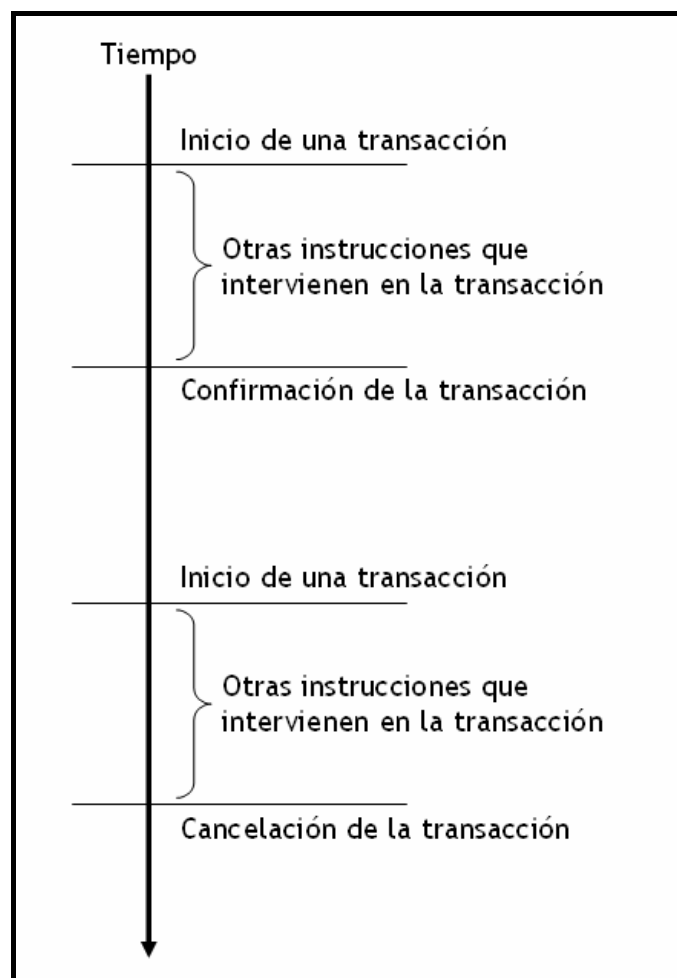 Tiempo
Inicio de una transacción
Otras instrucciones que
intervienen en la transacción
Confirmación de la transacción
Inicio de una transacción
Otras instrucciones que
intervienen en la transacción
Cancelación de la transacción